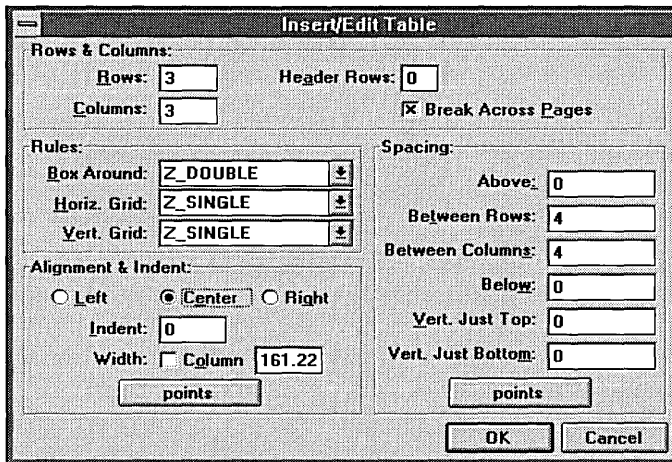 Insert/Edit Table
Rows & Columns:
Rows: 3 Header Rows: 0
Columns: 3 Break Across Pages
Rules:
Box Around: Z_DOUBLE
Horiz. Grid: Z_SINGLE
Vert. Grid: Z_SINGLE
Alignment & Indent:
Left Center Right
Indent: 0
Width: Column 161.22
points
Spacing:
Above: 0
Between Rows: 4
Between Columns: 4
Below: 0
Vert. Just Top: 0
Vert. Just Bottom: 0
points
OK Cancel